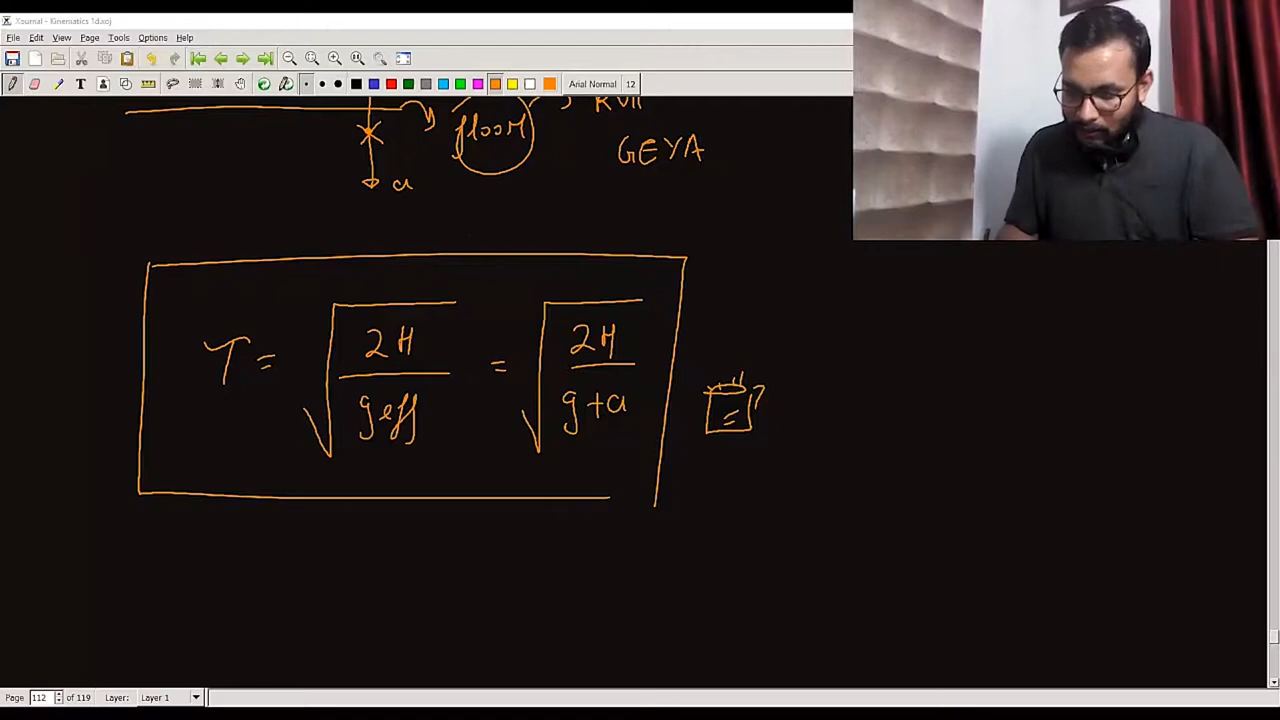 Xournal - Kinematics 1d.xoj
File Edit View Page Tools Options Help
Arial Normal 12
floor
GEYA
a
T = √(2H/geff) = √(2H/g+a)
Page 112 of 119 Layer: Layer 1